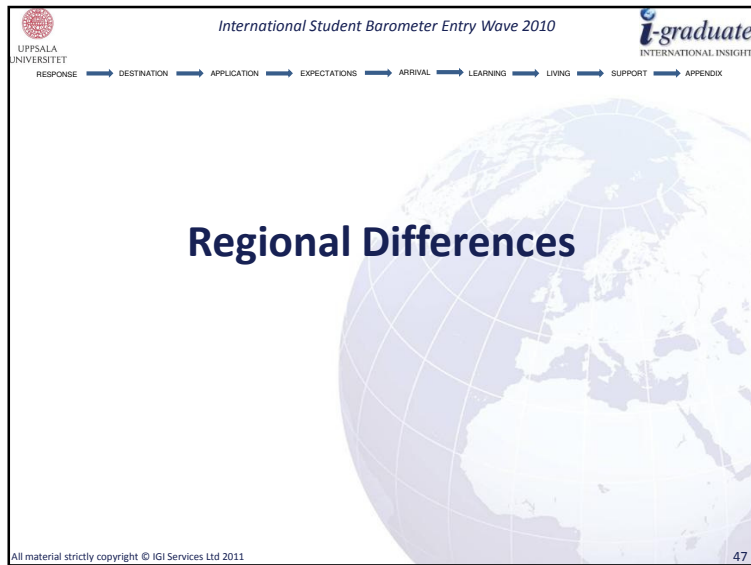 International Student Barometer Entry Wave 2010
UPPSALA
UNIVERSITET
i-graduate
INTERNATIONAL INSIGHT
RESPONSE DESTINATION APPLICATION EXPECTATIONS ARRIVAL LEARNING LIVING SUPPORT APPENDIX
Regional Differences
All material strictly copyright © IGI Services Ltd 2011
47